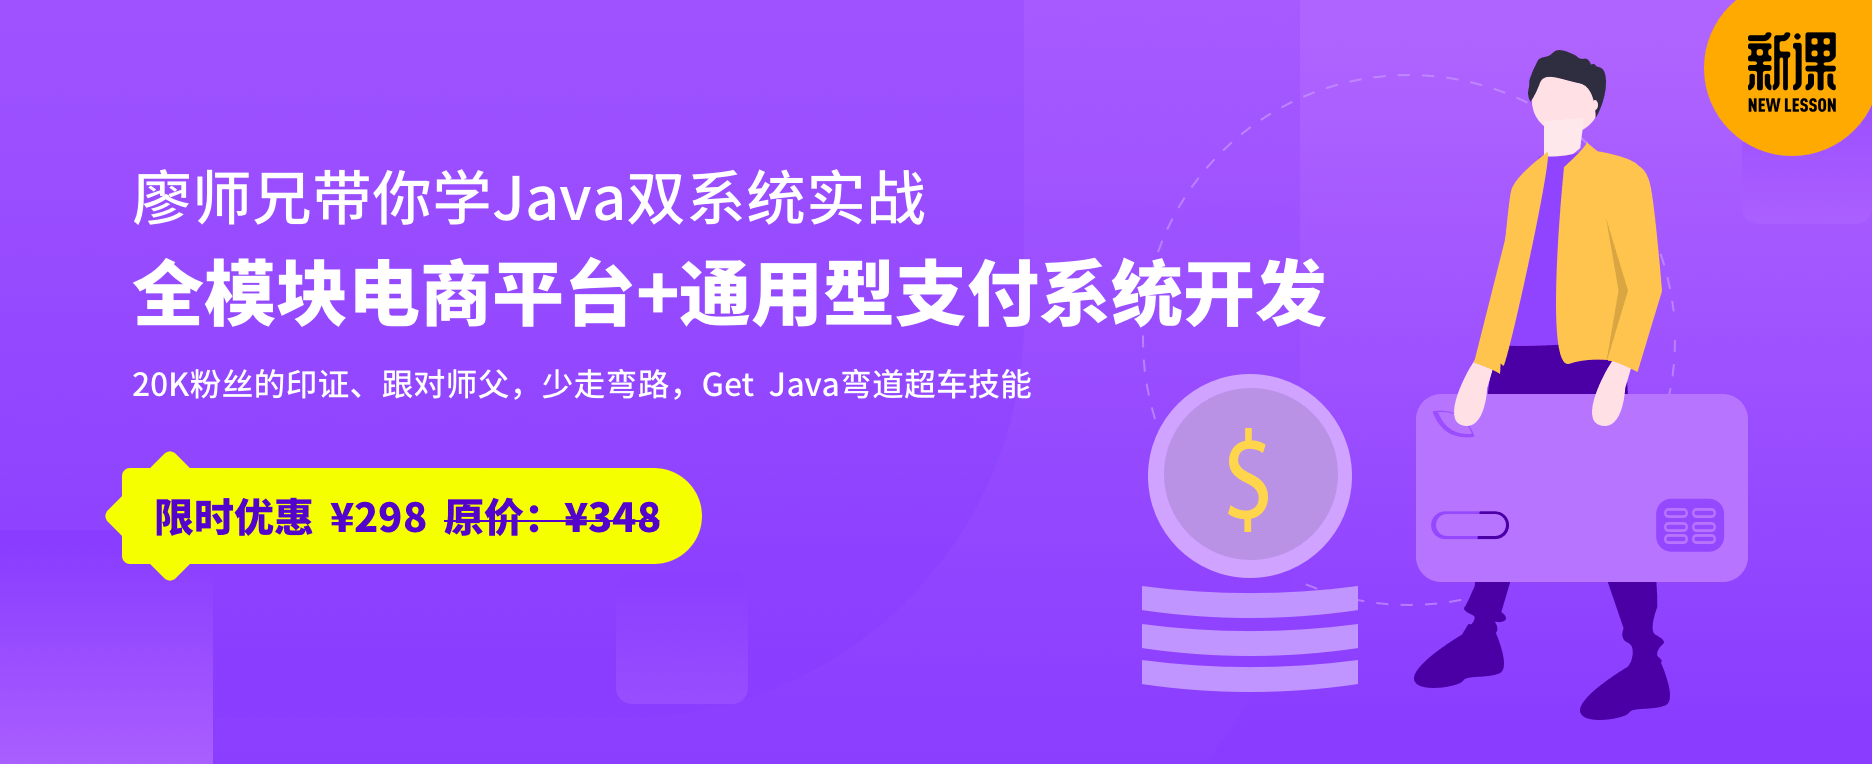 新课
NEW LESSON
廖师兄带你学Java双系统实战
全模块电商平台+通用型支付系统开发
20K粉丝的印证、跟对师父，少走弯路，Get Java弯道超车技能
限时优惠 ¥298 原价：¥348
$